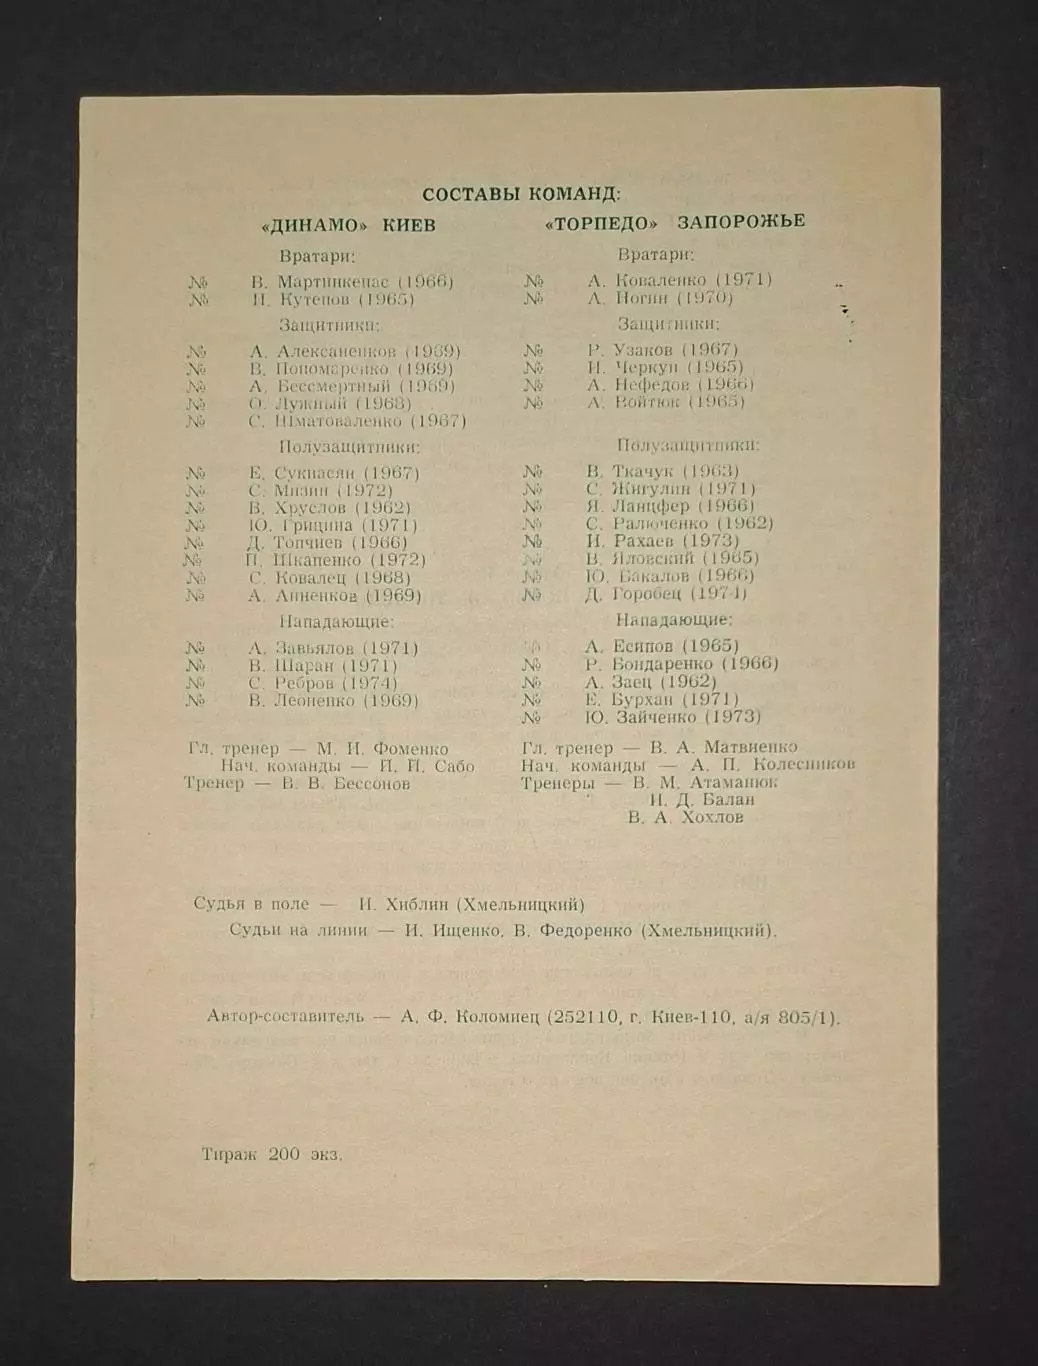 СОСТАВЫ КОМАНД:
«ДИНАМО» КИЕВ
Вратари:
№ В. Мартинкенас (1966)
№ И. Кутепов (1965)
Защитники:
№ А. Алексаненков (1969)
№ В. Пономаренко (1969)
№ А. Бессмертный (1969)
№ О. Лужный (1968)
№ С. Шматоваленко (1967)
Полузащитники:
№ Е. Сукиасян (1967)
№ С. Мизин (1972)
№ В. Хруслов (1962)
№ Ю. Грицина (1971)
№ Д. Топчиев (1966)
№ П. Шкапенко (1972)
№ С. Ковалец (1968)
№ А. Анненков (1969)
Нападающие:
№ А. Завьялов (1971)
№ В. Шаран (1971)
№ С. Ребров (1974)
№ В. Леоненко (1969)
Гл. тренер — М. И. Фоменко
Нач. команды — Й. Й. Сабо
Тренер — В. В. Бессонов
«ТОРПЕДО» ЗАПОРОЖЬЕ
Вратари:
№ А. Коваленко (1971)
№ А. Ногин (1970)
Защитники:
№ Р. Узаков (1967)
№ И. Черкун (1965)
№ А. Нефедов (1966)
№ А. Войтюк (1965)
Полузащитники:
№ В. Ткачук (1963)
№ С. Жигулин (1971)
№ Я. Ланцфер (1966)
№ С. Ралюченко (1962)
№ И. Рахаев (1973)
№ В. Яловский (1965)
№ Ю. Бакалов (1966)
№ Д. Горобец (1974)
Нападающие:
№ А. Есипов (1965)
№ Р. Бондаренко (1966)
№ А. Заец (1962)
№ Е. Бурхан (1971)
№ Ю. Зайченко (1973)
Гл. тренер — В. А. Матвиенко
Нач. команды — А. П. Колесников
Тренеры — В. М. Атаманюк
И. Д. Балан
В. А. Хохлов
Судья в поле — И. Хиблин (Хмельницкий)
Судьи на линии — И. Ищенко, В. Федоренко (Хмельницкий).
Автор-составитель — А. Ф. Коломиец (252110, г. Киев-110, а/я 805/1).
Тираж 200 экз.